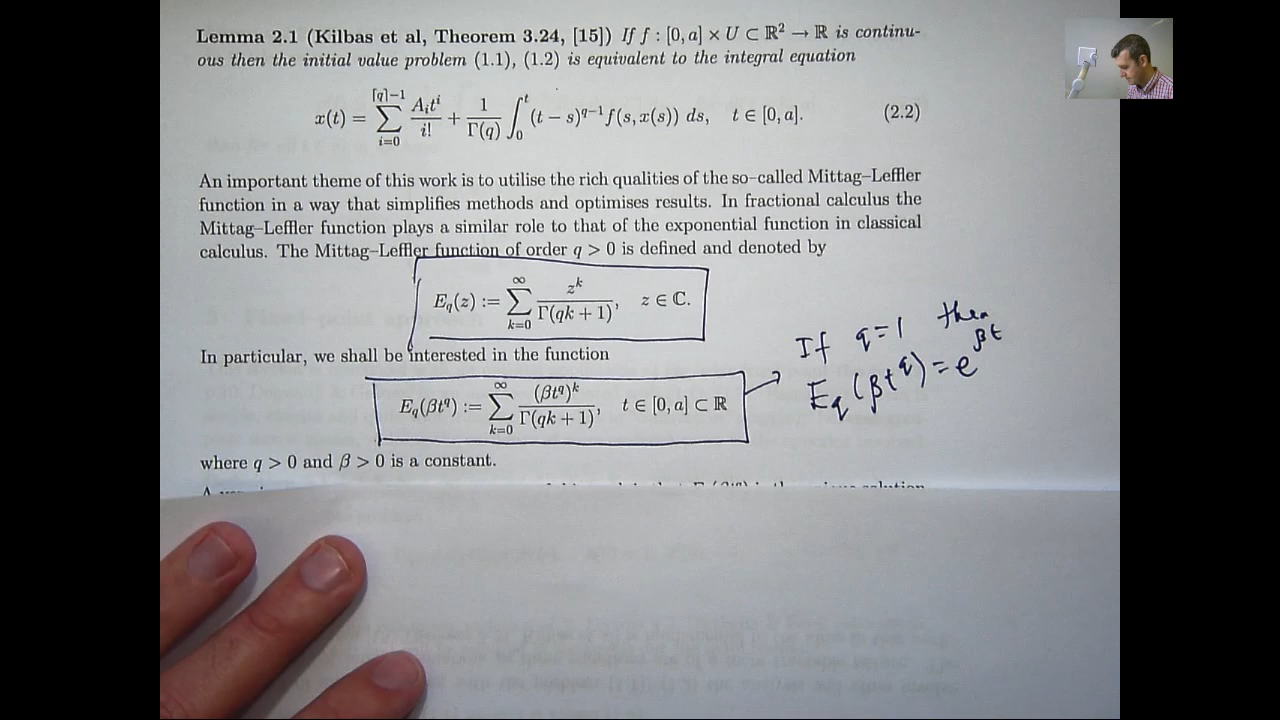 Lemma 2.1 (Kilbas et al, Theorem 3.24, [15]) If f : [0, a] × U ⊂ ℝ² → ℝ is continu-
ous then the initial value problem (1.1), (1.2) is equivalent to the integral equation
x(t) = ∑_{i=0}^{⌈q⌉−1} A_i t^i / i! + 1/Γ(q) ∫_0^t (t − s)^{q−1} f(s, x(s)) ds, t ∈ [0, a]. (2.2)
An important theme of this work is to utilise the rich qualities of the so–called Mittag–Leffler
function in a way that simplifies methods and optimises results. In fractional calculus the
Mittag–Leffler function plays a similar role to that of the exponential function in classical
calculus. The Mittag–Leffler function of order q > 0 is defined and denoted by
E_q(z) := ∑_{k=0}^{∞} z^k / Γ(qk + 1), z ∈ ℂ.
In particular, we shall be interested in the function
E_q(βt^q) := ∑_{k=0}^{∞} (βt^q)^k / Γ(qk + 1), t ∈ [0, a] ⊂ ℝ
where q > 0 and β > 0 is a constant.
If q=1 then
E_q(βt^q) = e^{βt}